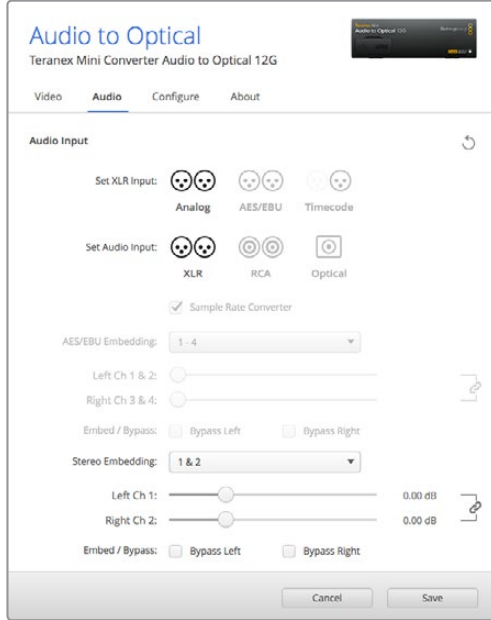 Audio to Optical
Teranex Mini Converter Audio to Optical 12G
Video Audio Configure About
Audio Input
Set XLR Input:
Analog AES/EBU Timecode
Set Audio Input:
XLR RCA Optical
Sample Rate Converter
AES/EBU Embedding: 1 - 4
Left Ch 1 & 2:
Right Ch 3 & 4:
Embed / Bypass: Bypass Left Bypass Right
Stereo Embedding: 1 & 2
Left Ch 1: 0.00 dB
Right Ch 2: 0.00 dB
Embed / Bypass: Bypass Left Bypass Right
Cancel Save